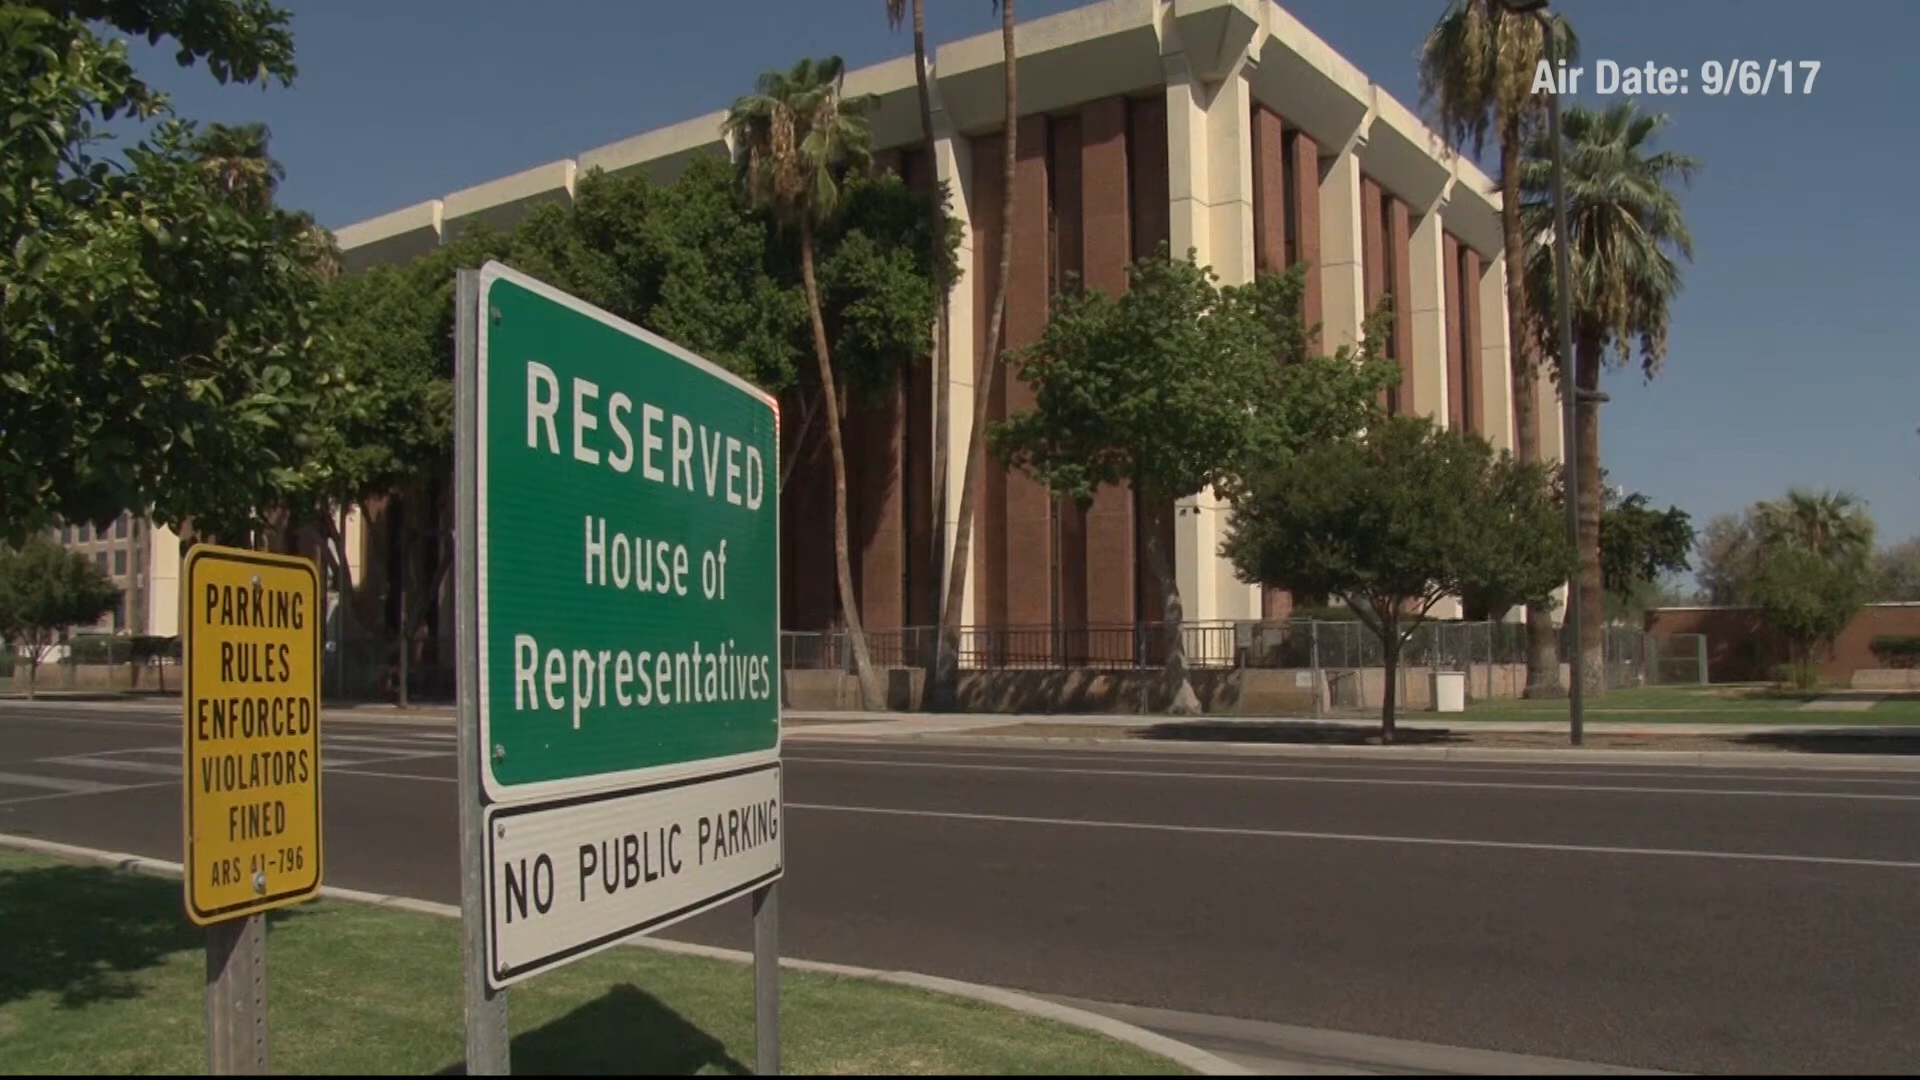 Air Date: 9/6/17
RESERVED
House of
Representatives
NO PUBLIC PARKING
PARKING
RULES
ENFORCED
VIOLATORS
FINED
ARS 41-796